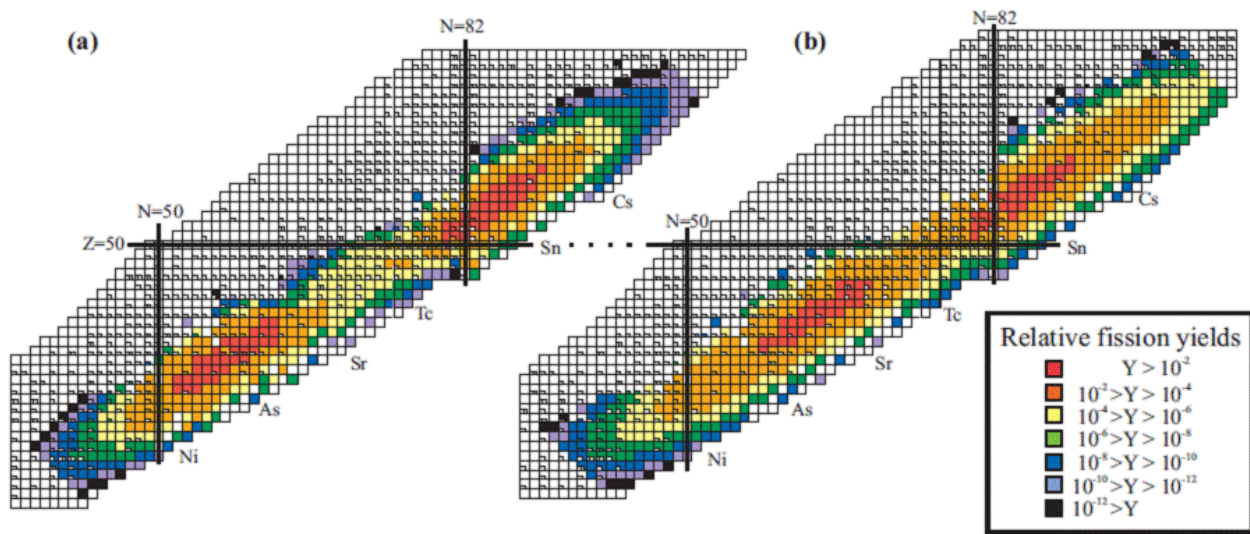 (a)
N=82
N=50
Z=50
Cs
Sn
Tc
Sr
As
Ni
(b)
N=82
N=50
Cs
Sn
Tc
Sr
As
Ni
Relative fission yields
Y > 10⁻²
10⁻²>Y > 10⁻⁴
10⁻⁴>Y > 10⁻⁶
10⁻⁶>Y > 10⁻⁸
10⁻⁸>Y > 10⁻¹⁰
10⁻¹⁰>Y > 10⁻¹²
10⁻¹²>Y